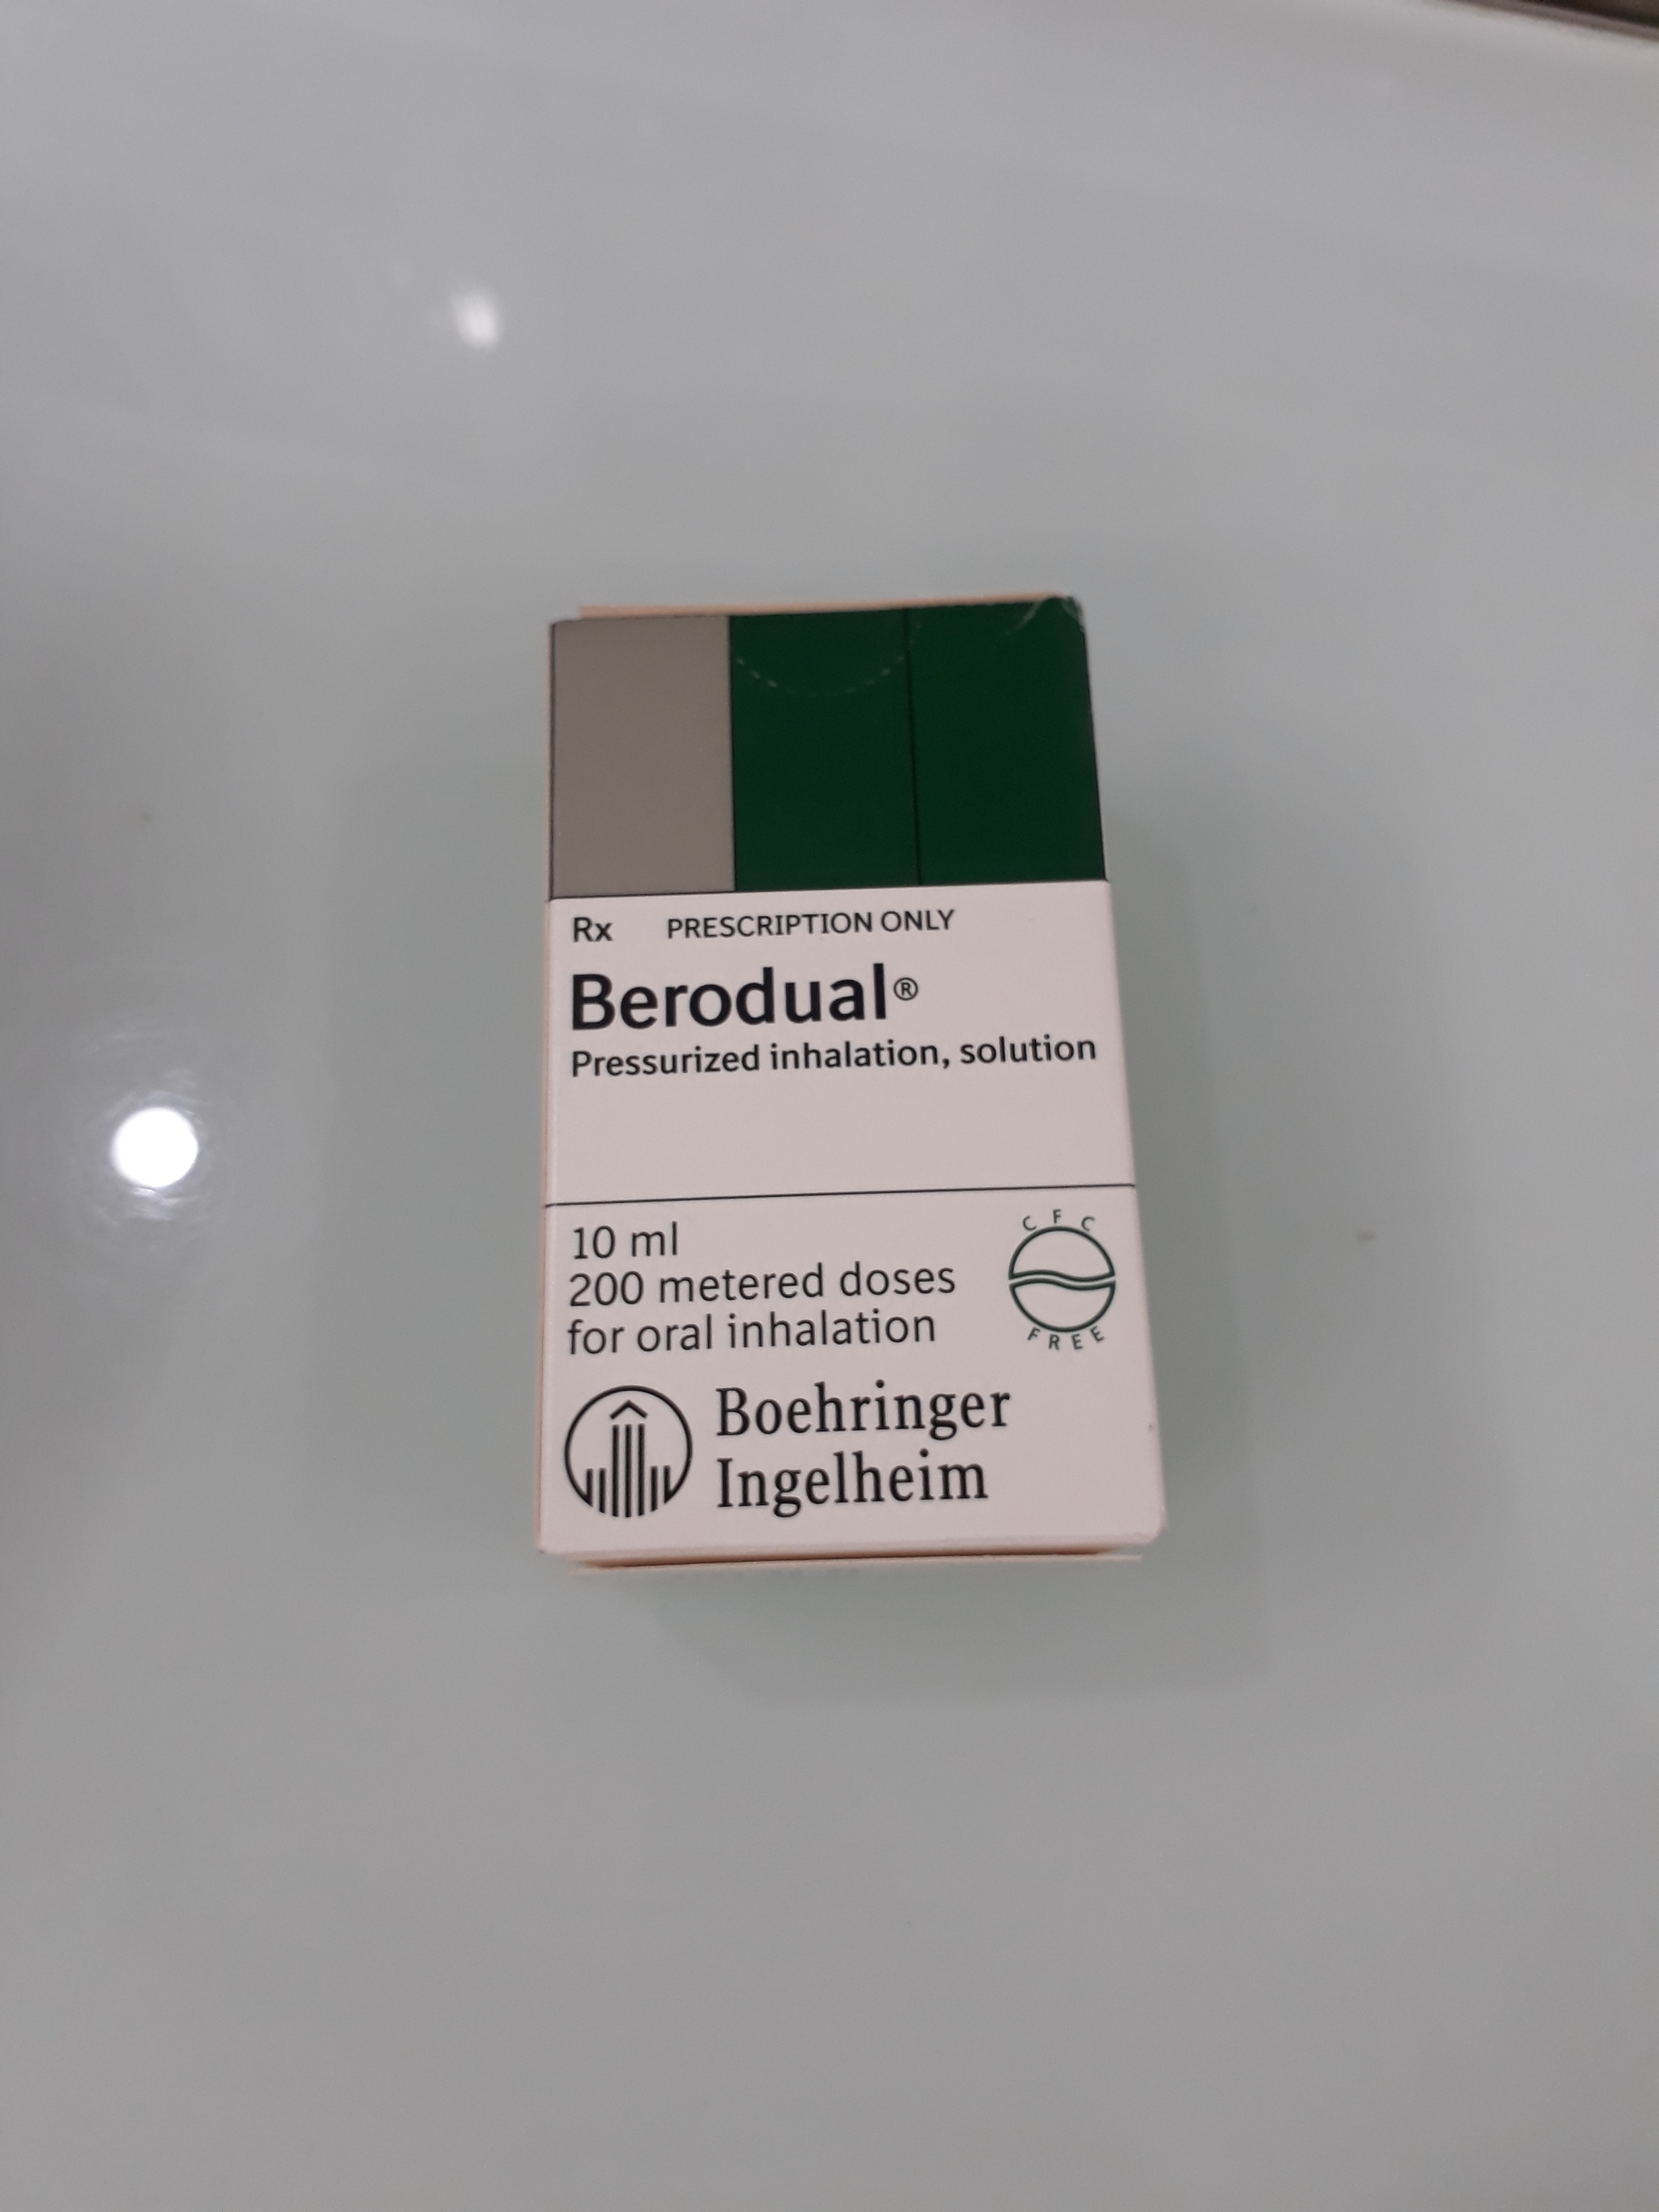 Rx PRESCRIPTION ONLY
Berodual®
Pressurized inhalation, solution
10 ml
200 metered doses
for oral inhalation
CFC
FREE
Boehringer
Ingelheim